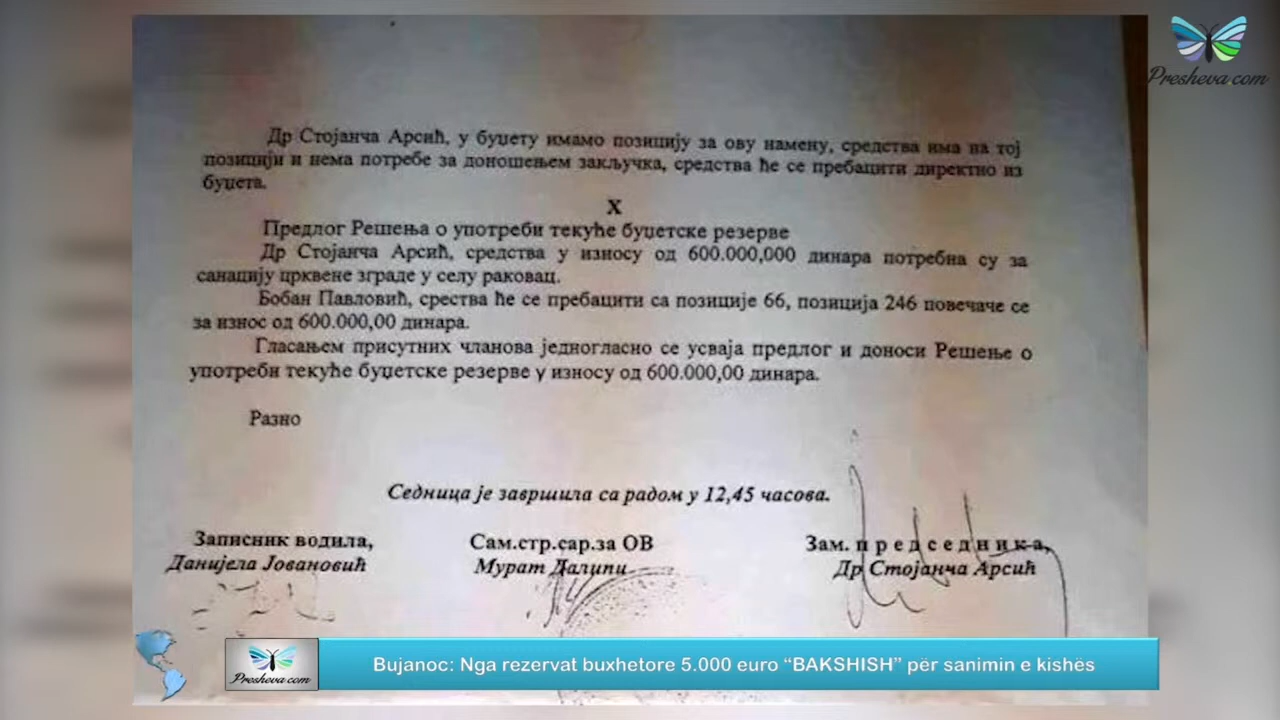 Presheva.com
Др Стојанча Арсић, у буџету имамо позицију за ову намену, средства има на тој
позицији и нема потребе за доношењем закључка, средства ће се пребацити директно из
буџета.
X
Предлог Решења о употреби текуће буџетске резерве
Др Стојанча Арсић, средства у износу од 600.000,000 динара потребна су за
санацију црквене зграде у селу раковац.
Бобан Павловић, срества ће се пребацити са позиције 66, позиција 246 повечаче се
за износ од 600.000,00 динара.
Гласањем присутних чланова једногласно се усваја предлог и доноси Решење о
употреби текуће буџетске резерве у износу од 600.000,00 динара.
Разно
Седница је завршила са радом у 12,45 часова.
Записник водила,
Данијела Јовановић
Сам.стр.сар.за ОВ
Мурат Далипи
Зам. п р е д с е д н и к а,
Др Стојанча Арсић
Presheva.com
Bujanoc: Nga rezervat buxhetore 5.000 euro “BAKSHISH” për sanimin e kishës